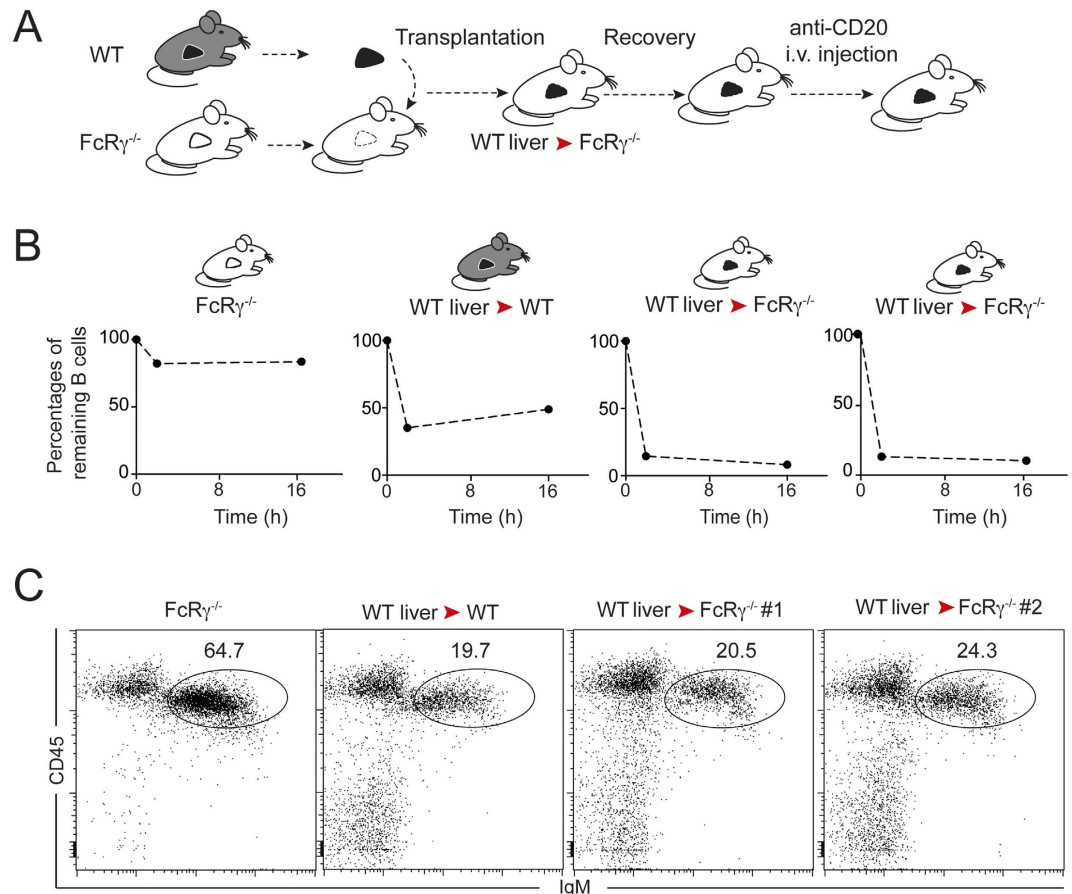 A
WT
Transplantation
Recovery
anti-CD20
i.v. injection
FcRγ-/-
WT liver ➤ FcRγ-/-
B
FcRγ-/-
WT liver ➤ WT
WT liver ➤ FcRγ-/-
WT liver ➤ FcRγ-/-
Percentages of
remaining B cells
100
50
0
0 8 16
Time (h)
100
50
0
0 8 16
Time (h)
100
50
0
0 8 16
Time (h)
100
50
0
0 8 16
Time (h)
C
FcRγ-/-
WT liver ➤ WT
WT liver ➤ FcRγ-/- #1
WT liver ➤ FcRγ-/- #2
64.7
19.7
20.5
24.3
CD45
IgM